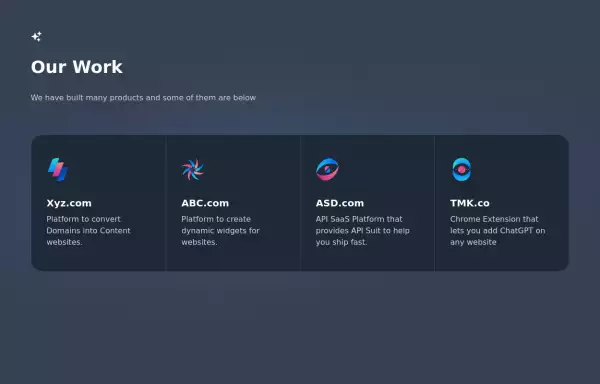 Our Work
We have built many products and some of them are below
Xyz.com
Platform to convert
Domains into Content
websites.
ABC.com
Platform to create
dynamic widgets for
websites.
ASD.com
API SaaS Platform that
provides API Suit to help
you ship fast.
TMK.co
Chrome Extension that
lets you add ChatGPT on
any website